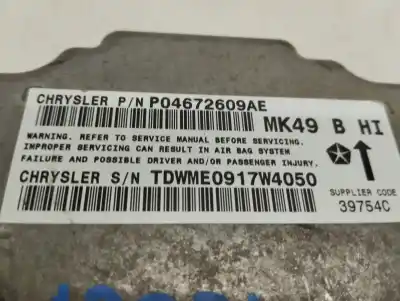 CHRYSLER P/N P04672609AE
MK49 B HI
WARNING. REFER TO SERVICE MANUAL BEFORE SERVICING.
IMPROPER SERVICING CAN RESULT IN AIR BAG SYSTEM
FAILURE AND POSSIBLE DRIVER AND/OR PASSENGER INJURY.
CHRYSLER S/N TDWME0917W4050
SUPPLIER CODE
39754C